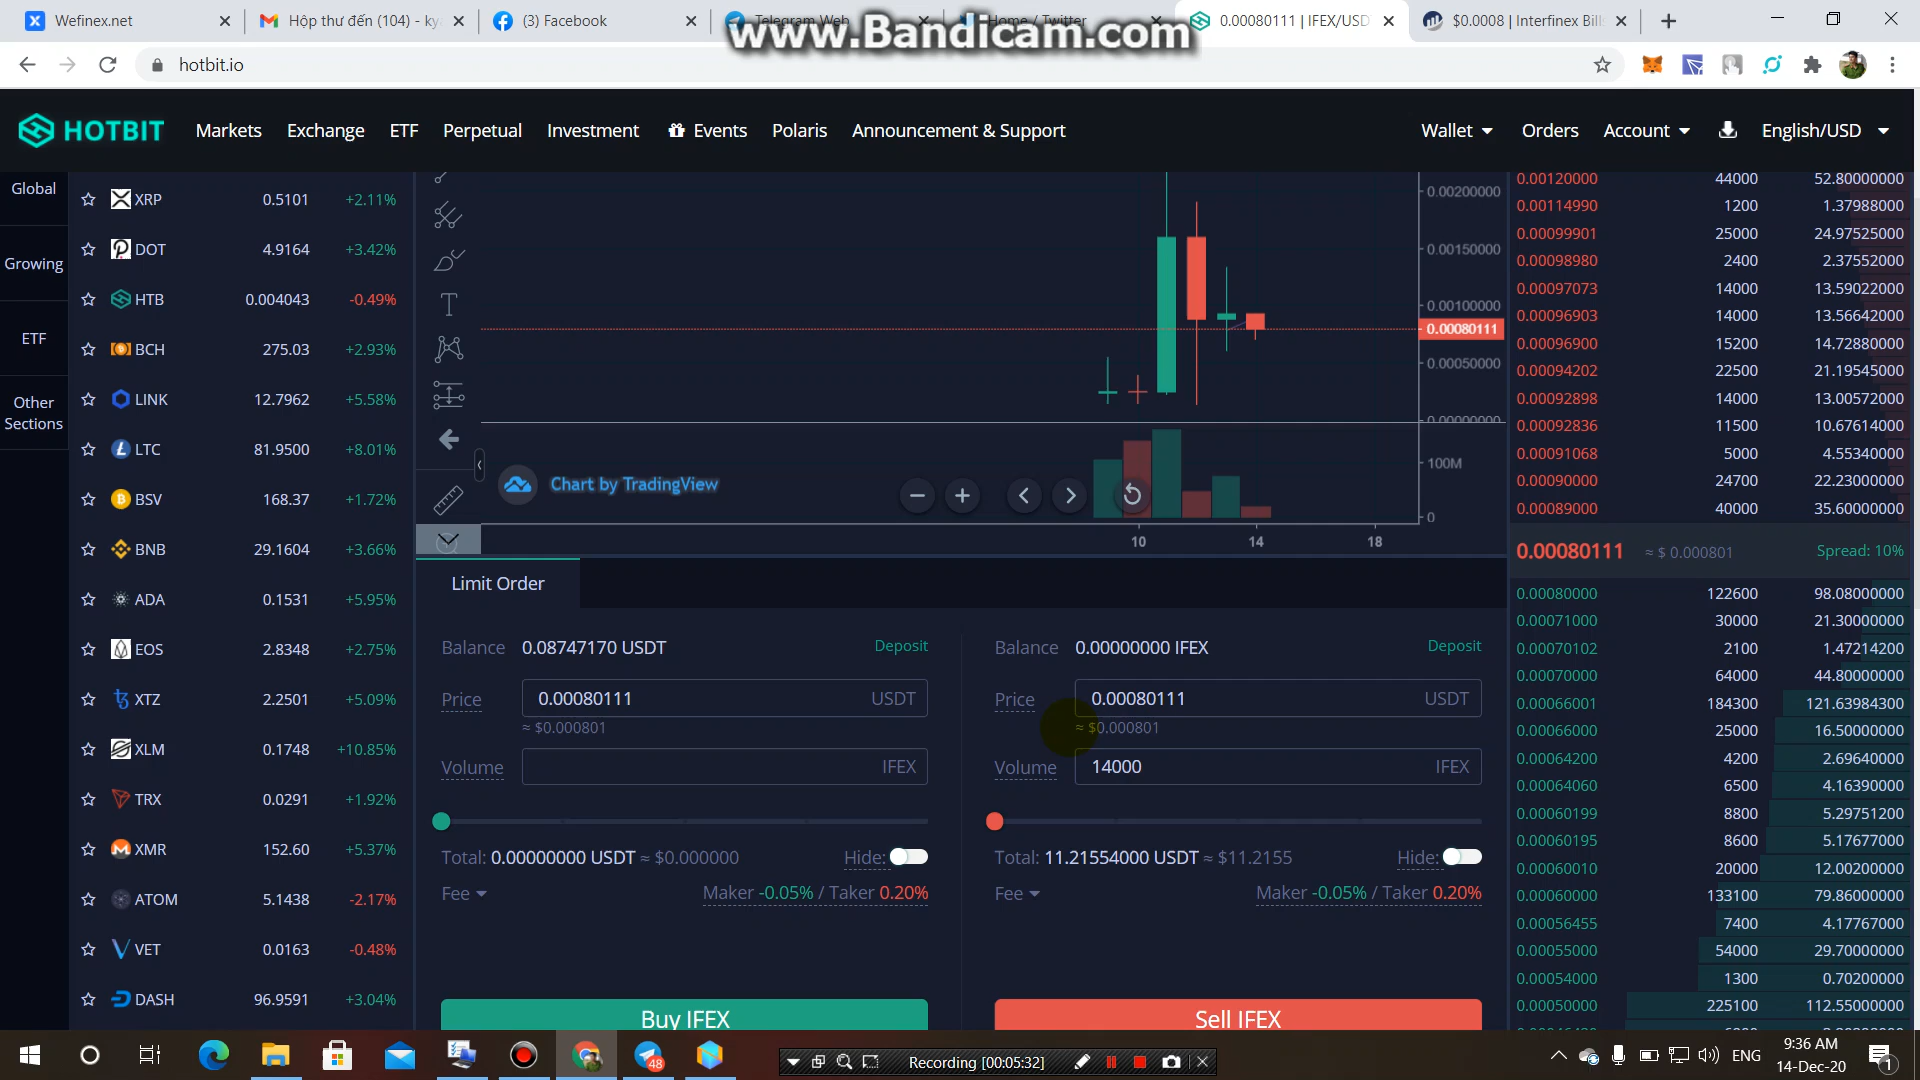 Wefinex.net
Hộp thư đến (104) - ky
(3) Facebook
Telegram Web
Home / Twitter
0.00080111 | IFEX/USD
$0.0008 | Interfinex Bill
www.Bandicam.com
hotbit.io
HOTBIT
Markets
Exchange
ETF
Perpetual
Investment
Events
Polaris
Announcement & Support
Wallet
Orders
Account
English/USD
Global
Growing
ETF
Other
Sections
XRP 0.5101 +2.11%
DOT 4.9164 +3.42%
HTB 0.004043 -0.49%
BCH 275.03 +2.93%
LINK 12.7962 +5.58%
LTC 81.9500 +8.01%
BSV 168.37 +1.72%
BNB 29.1604 +3.66%
ADA 0.1531 +5.95%
EOS 2.8348 +2.75%
XTZ 2.2501 +5.09%
XLM 0.1748 +10.85%
TRX 0.0291 +1.92%
XMR 152.60 +5.37%
ATOM 5.1438 -2.17%
VET 0.0163 -0.48%
DASH 96.9591 +3.04%
T
0.00200000
0.00150000
0.00100000
0.00080111
0.00050000
0.00000000
100M
0
Chart by TradingView
10 14 18
Limit Order
Balance 0.08747170 USDT Deposit
Price 0.00080111 USDT
≈ $0.000801
Volume IFEX
Total: 0.00000000 USDT ≈ $0.000000 Hide:
Fee Maker -0.05% / Taker 0.20%
Buy IFEX
Balance 0.00000000 IFEX Deposit
Price 0.00080111 USDT
≈ $0.000801
Volume 14000 IFEX
Total: 11.21554000 USDT ≈ $11.2155 Hide:
Fee Maker -0.05% / Taker 0.20%
Sell IFEX
0.00120000 44000 52.80000000
0.00114990 1200 1.37988000
0.00099901 25000 24.97525000
0.00098980 2400 2.37552000
0.00097073 14000 13.59022000
0.00096903 14000 13.56642000
0.00096900 15200 14.72880000
0.00094202 22500 21.19545000
0.00092898 14000 13.00572000
0.00092836 11500 10.67614000
0.00091068 5000 4.55340000
0.00090000 24700 22.23000000
0.00089000 40000 35.60000000
0.00080111 ≈ $ 0.000801 Spread: 10%
0.00080000 122600 98.08000000
0.00071000 30000 21.30000000
0.00070102 2100 1.47214200
0.00070000 64000 44.80000000
0.00066001 184300 121.63984300
0.00066000 25000 16.50000000
0.00064200 4200 2.69640000
0.00064060 6500 4.16390000
0.00060199 8800 5.29751200
0.00060195 8600 5.17677000
0.00060010 20000 12.00200000
0.00060000 133100 79.86000000
0.00056455 7400 4.17767000
0.00055000 54000 29.70000000
0.00054000 1300 0.70200000
0.00050000 225100 112.55000000
48
Recording [00:05:32]
ENG
9:36 AM
14-Dec-20
1